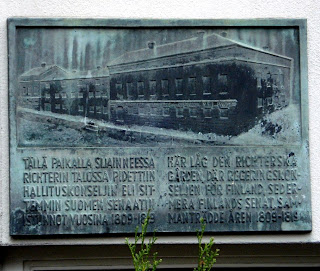 TÄLLÄ PAIKALLA SIJAINNEESSA
RICHTERIN TALOSSA PIDETTIIN
HALLITUSKONSELJIN ELI SIT-
TEMMIN SUOMEN SENAATIN
ISTUNNOT VUOSINA 1809-1819
HÄR LÅG DEN RICHTERSKA
GÅRDEN, DÄR REGERINGSKON-
SELJEN FÖR FINLAND, SEDER-
MERA FINLANDS SENAT, SAM-
MANTRÄDDE ÅREN 1809-1819